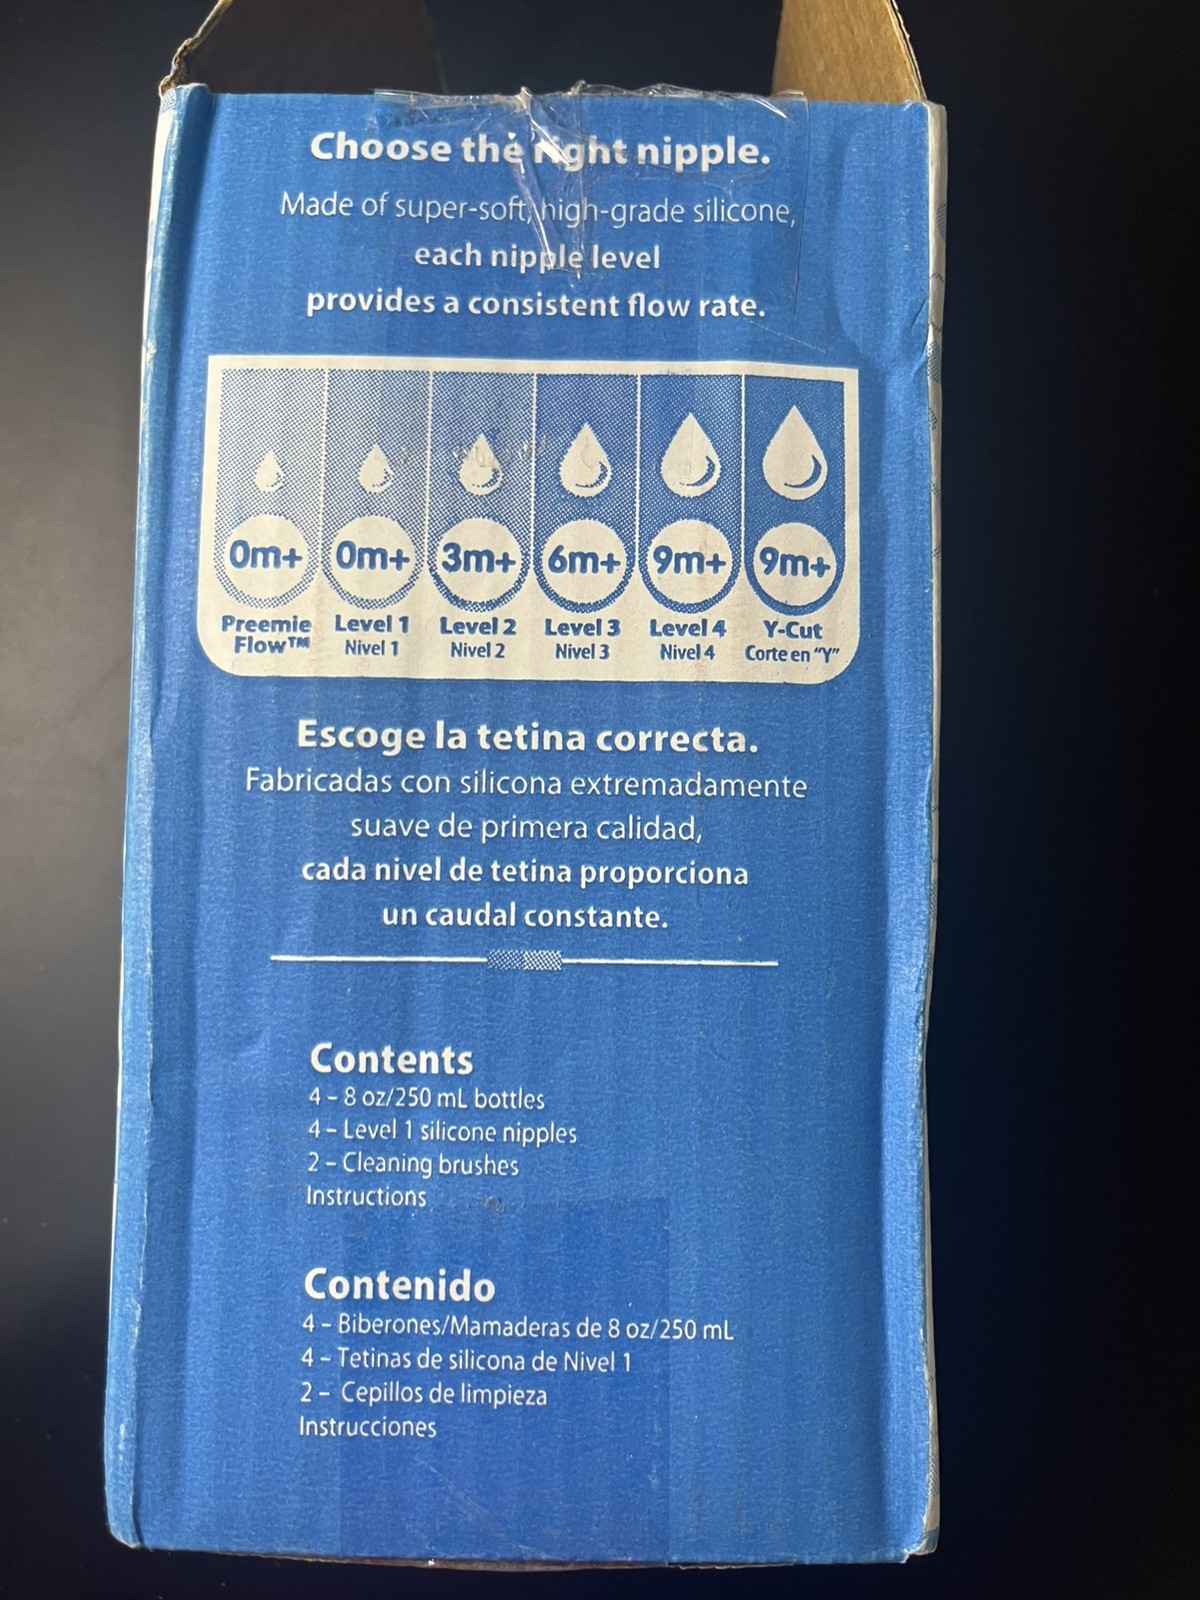 Choose the right nipple.
Made of super-soft, high-grade silicone,
each nipple level
provides a consistent flow rate.
0m+ 0m+ 3m+ 6m+ 9m+ 9m+
Preemie Flow™ Level 1 Level 2 Level 3 Level 4 Y-Cut
Nivel 1 Nivel 2 Nivel 3 Nivel 4 Corte en “Y”
Escoge la tetina correcta.
Fabricadas con silicona extremadamente
suave de primera calidad,
cada nivel de tetina proporciona
un caudal constante.
Contents
4 – 8 oz/250 mL bottles
4 – Level 1 silicone nipples
2 – Cleaning brushes
Instructions
Contenido
4 – Biberones/Mamaderas de 8 oz/250 mL
4 – Tetinas de silicona de Nivel 1
2 – Cepillos de limpieza
Instrucciones